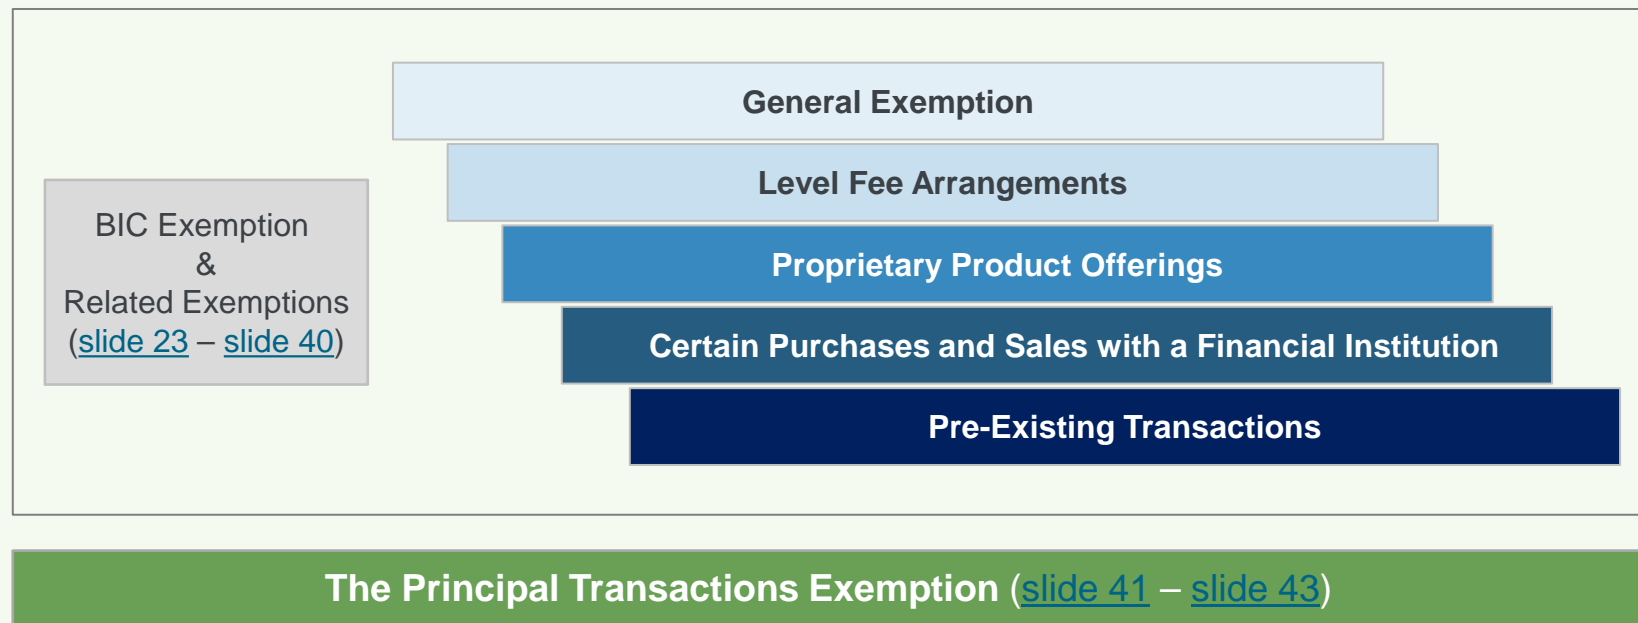 General Exemption
Level Fee Arrangements
BIC Exemption
&
Related Exemptions
(slide 23 – slide 40)
Proprietary Product Offerings
Certain Purchases and Sales with a Financial Institution
Pre-Existing Transactions
The Principal Transactions Exemption (slide 41 – slide 43)